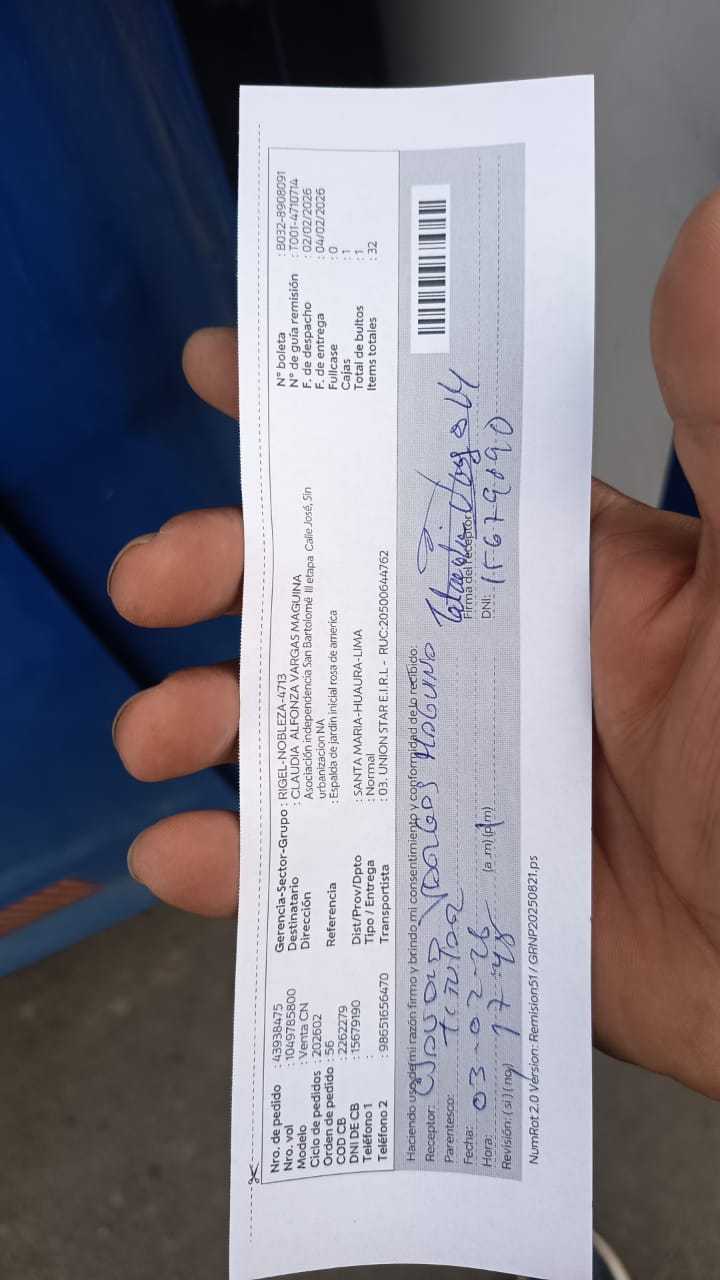 Nro. de pedido : 43938475
Nro. vol : 1049785800
Modelo : Venta CN
Ciclo de pedidos : 202602
Orden de pedido : 56
COD CB : 2262279
DNI DE CB : 15679190
Teléfono 1 :
Teléfono 2 : 98651656470
Gerencia-Sector-Grupo : RIGEL-NOBLEZA-4713
Destinatario : CLAUDIA ALFONZA VARGAS MAGUINA
Dirección : Asociación independencia San Bartolomé III etapa Calle José, Sin
urbanizacion NA
Referencia : Espalda de jardín inicial rosa de america
Dist/Prov/Dpto : SANTA MARIA-HUAURA-LIMA
Tipo / Entrega : Normal
Transportista : 03. UNION STAR E.I.R.L - RUC:20500644762
N° boleta : B032-8908091
N° de guía remisión : T001-4710714
F. de despacho : 02/02/2026
F. de entrega : 04/02/2026
Fullcase : 0
Cajas : 1
Total de bultos : 1
Items totales : 32
Haciendo uso de mi razón firmo y brindo mi consentimiento y conformidad de lo recibido:
Receptor: VARGAS MAGUINO
Parentesco: TITULAR
Fecha: 03-02-26
Hora: 17:48 (a m) (p m)
Revisión: (si) (no)
Firma del receptor
DNI: 15679190
NumRot 2.0 Version: Remision51 / GRNP20250821.ps